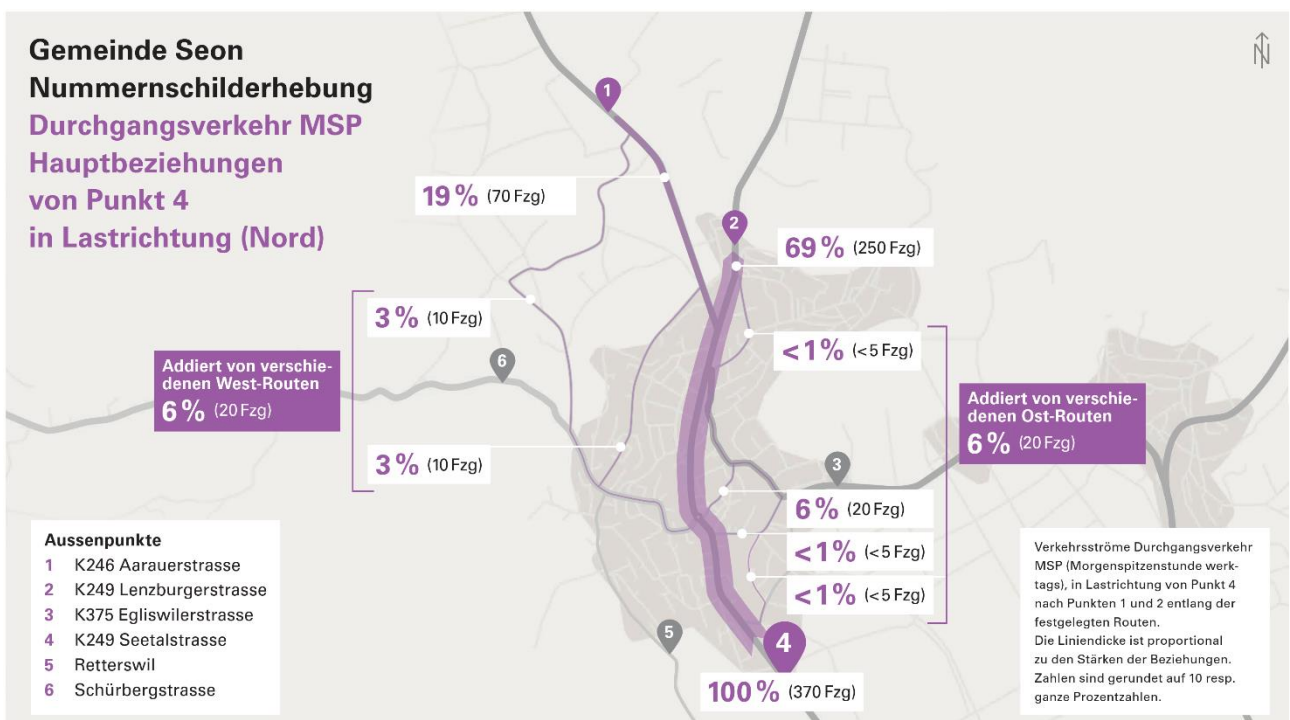 Gemeinde Seon
Nummernschilderhebung
Durchgangsverkehr MSP
Hauptbeziehungen
von Punkt 4
in Lastrichtung (Nord)
N
1
19 % (70 Fzg)
2
69 % (250 Fzg)
3 % (10 Fzg)
<1 % (<5 Fzg)
6
Addiert von verschie-
denen West-Routen
6 % (20 Fzg)
Addiert von verschie-
denen Ost-Routen
6 % (20 Fzg)
3 % (10 Fzg)
3
6 % (20 Fzg)
<1 % (<5 Fzg)
<1 % (<5 Fzg)
5
4
100 % (370 Fzg)
Aussenpunkte
1 K246 Aarauerstrasse
2 K249 Lenzburgerstrasse
3 K375 Egliswilerstrasse
4 K249 Seetalstrasse
5 Retterswil
6 Schürbergstrasse
Verkehrsströme Durchgangsverkehr
MSP (Morgenspitzenstunde werk-
tags), in Lastrichtung von Punkt 4
nach Punkten 1 und 2 entlang der
festgelegten Routen.
Die Liniendicke ist proportional
zu den Stärken der Beziehungen.
Zahlen sind gerundet auf 10 resp.
ganze Prozentzahlen.